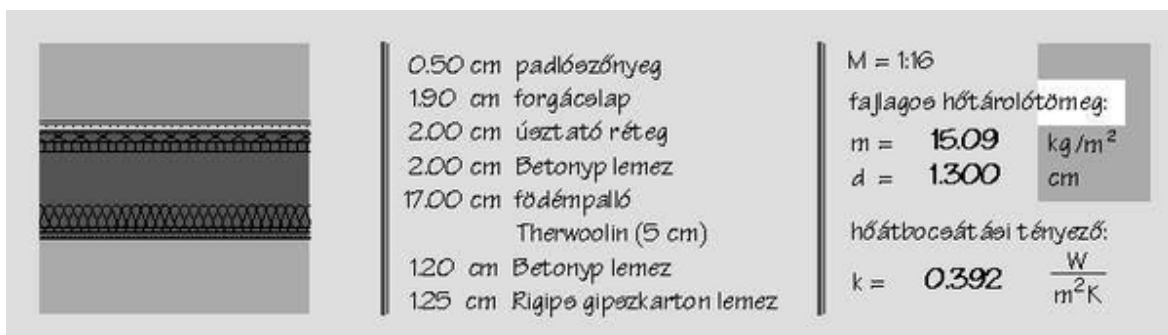 0.50 cm padlószőnyeg
1.90 cm forgácslap
2.00 cm úsztató réteg
2.00 cm Betonyp lemez
17.00 cm födémpalló
Therwoolin (5 cm)
1.20 cm Betonyp lemez
1.25 cm Rigips gipszkarton lemez
M = 1:16
fajlagos hőtárolótömeg:
m = 15.09 kg/m²
d = 1.300 cm
hőátbocsátási tényező:
k = 0.392 W/m²K